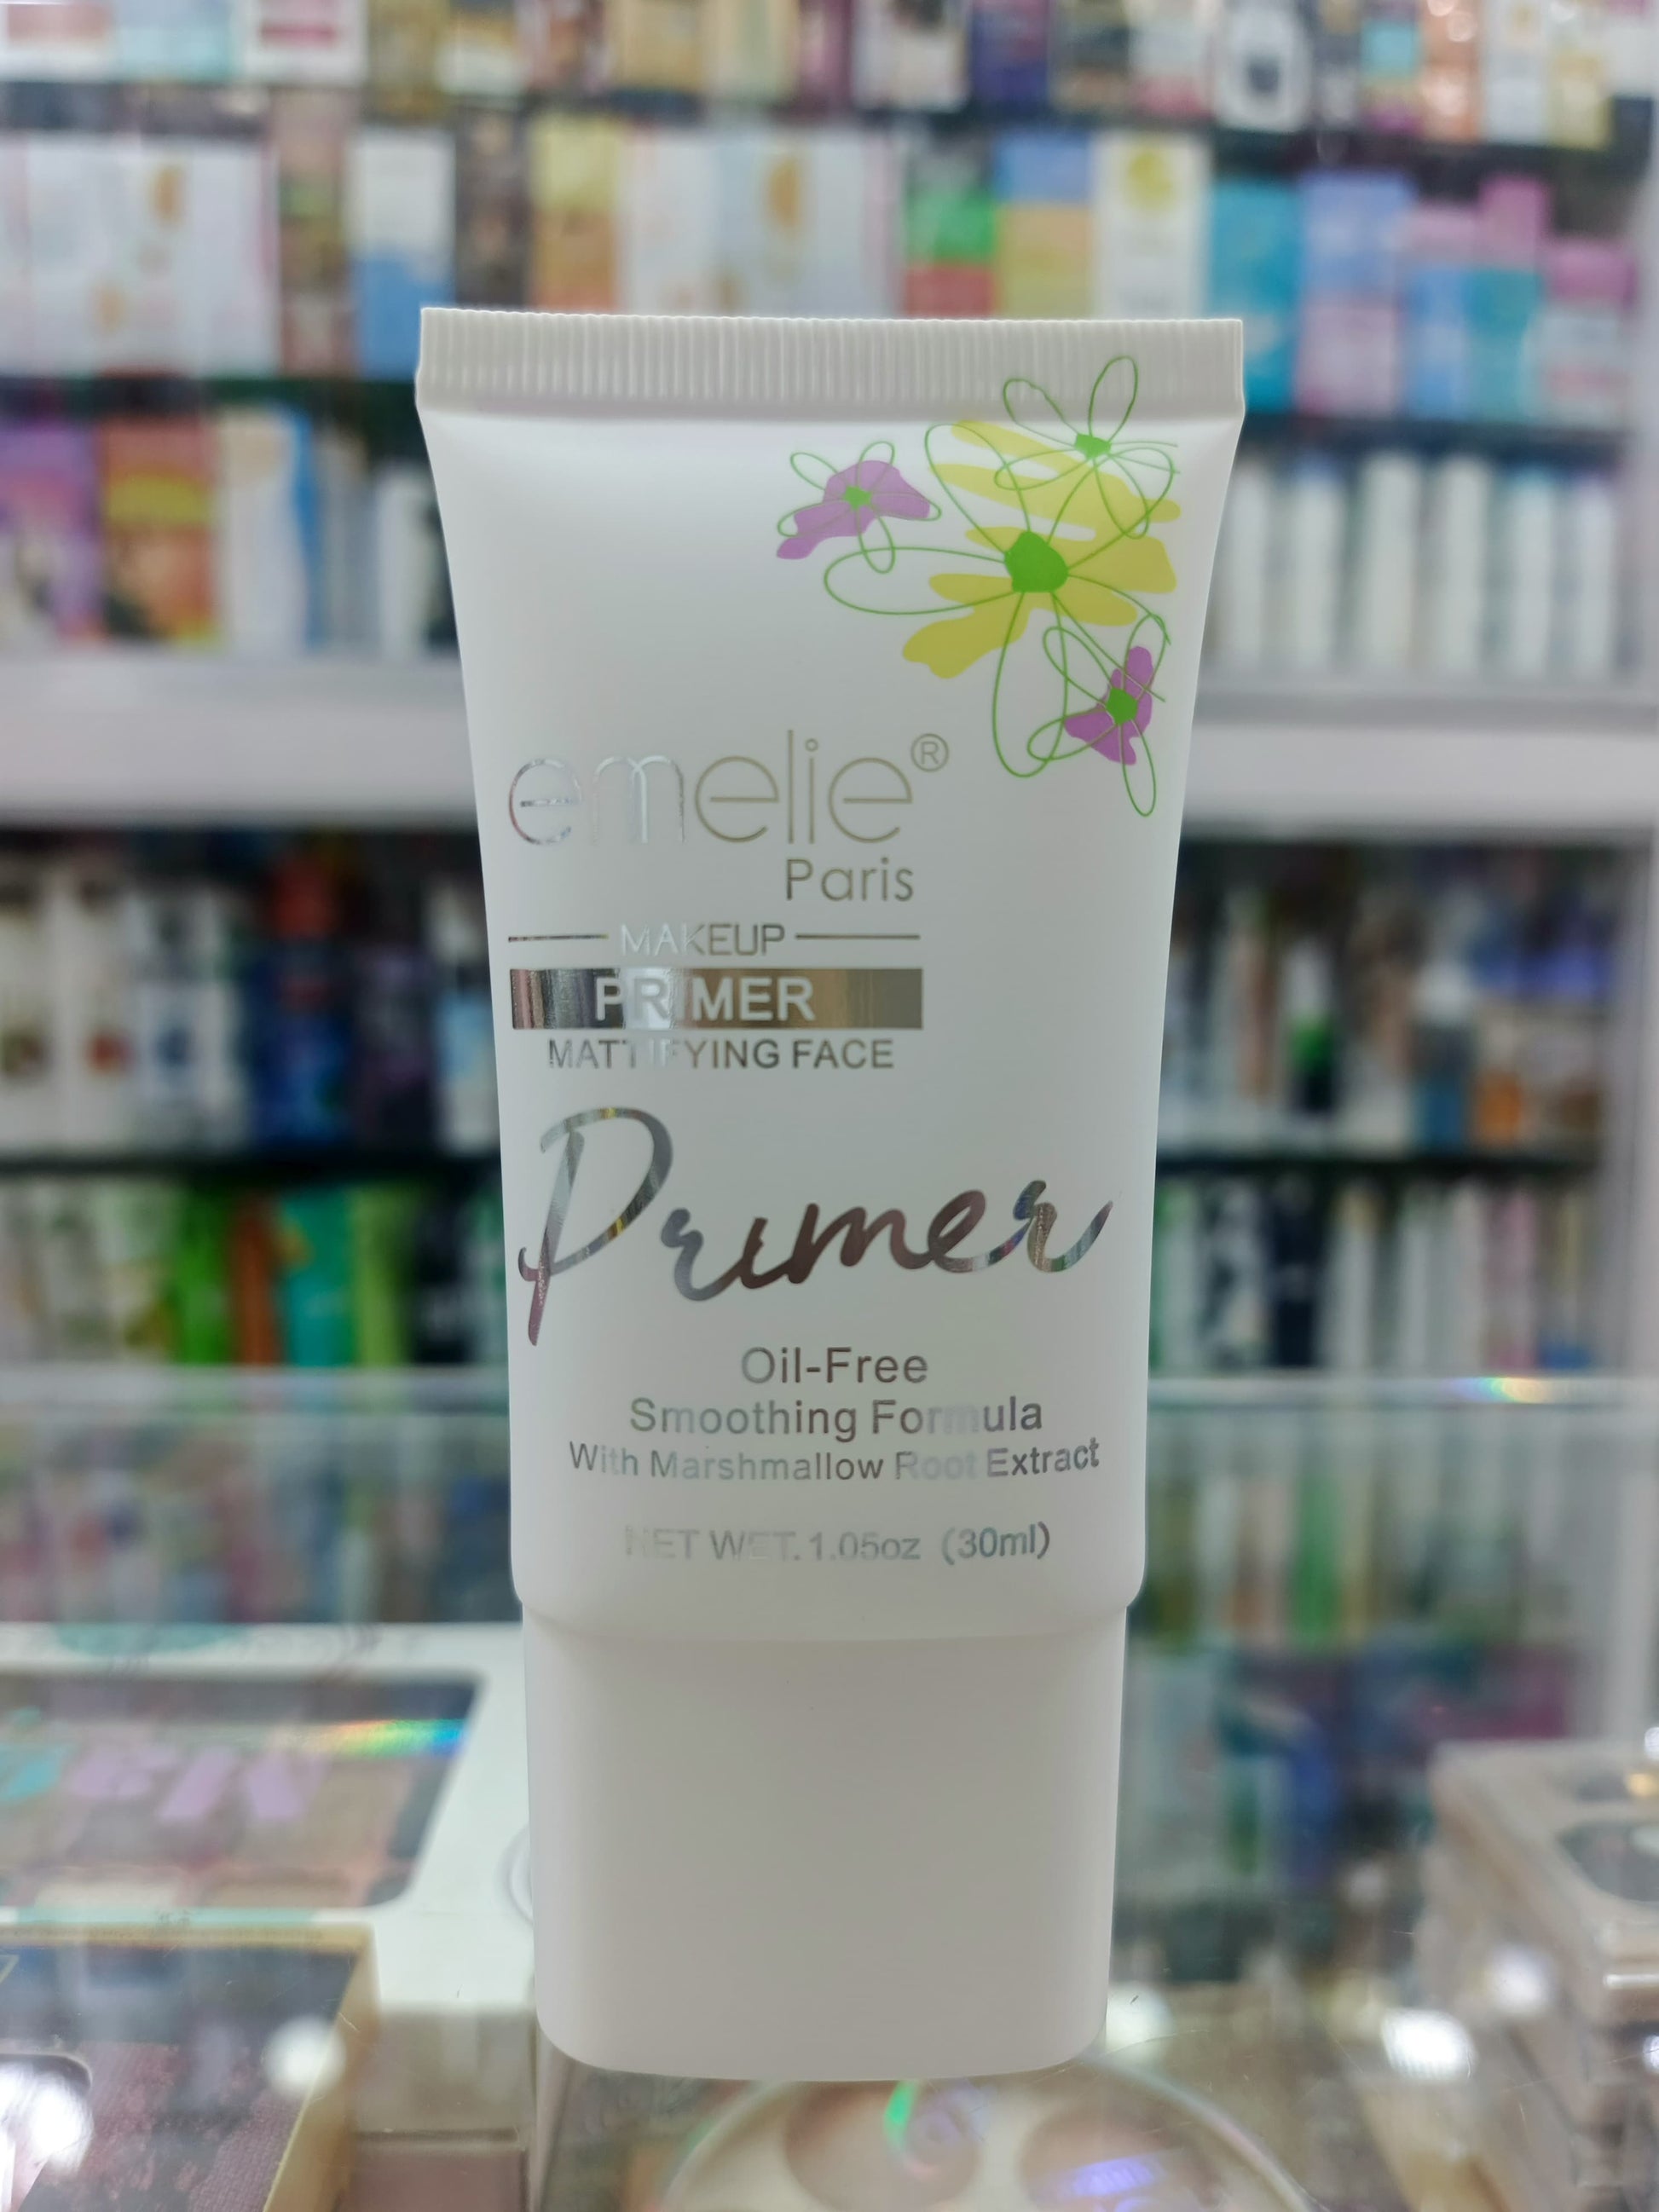 emelie®
Paris
MAKEUP
PRIMER
MATTIFYING FACE
Primer
Oil-Free
Smoothing Formula
With Marshmallow Root Extract
NET WET. 1.05oz (30ml)